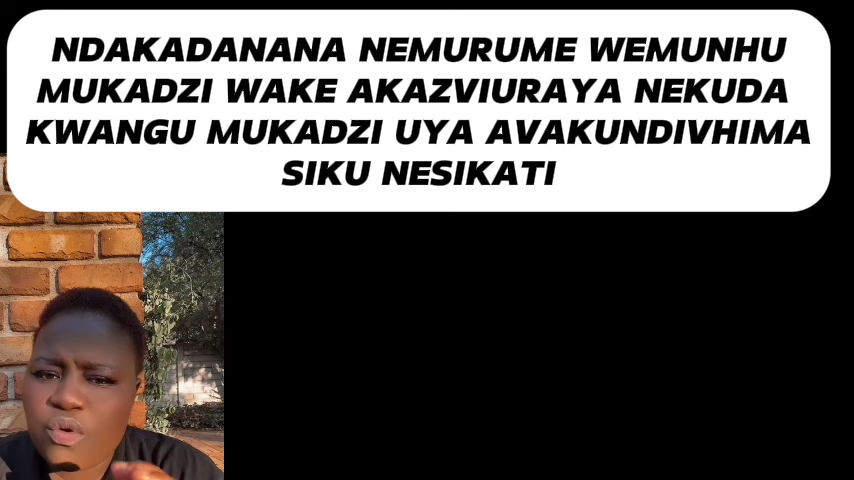 NDAKADANANA NEMURUME WEMUNHU
MUKADZI WAKE AKAZVIURAYA NEKUDA
KWANGU MUKADZI UYA AVAKUNDIVHIMA
SIKU NESIKATI